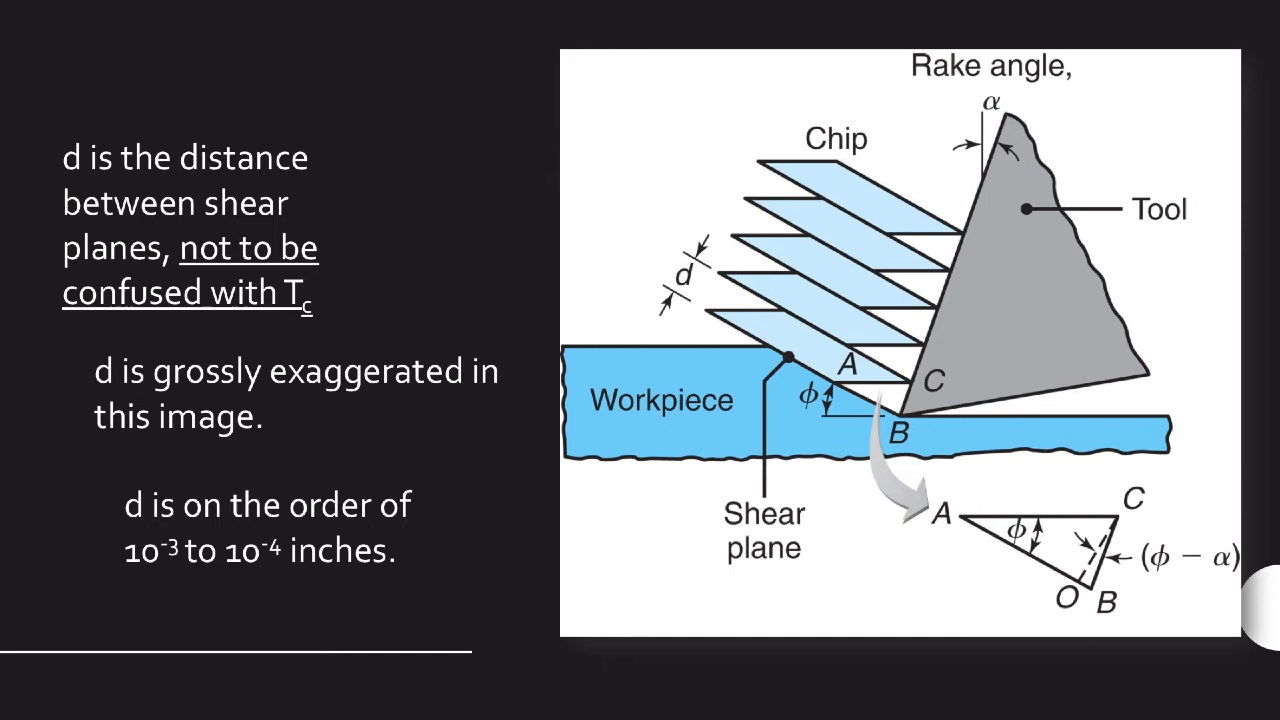 d is the distance
between shear
planes, not to be
confused with Tc
d is grossly exaggerated in
this image.
d is on the order of
10-3 to 10-4 inches.
Rake angle,
α
Chip
Tool
d
A
C
Workpiece
ϕ
B
Shear
plane
A
C
ϕ
(ϕ − α)
O
B